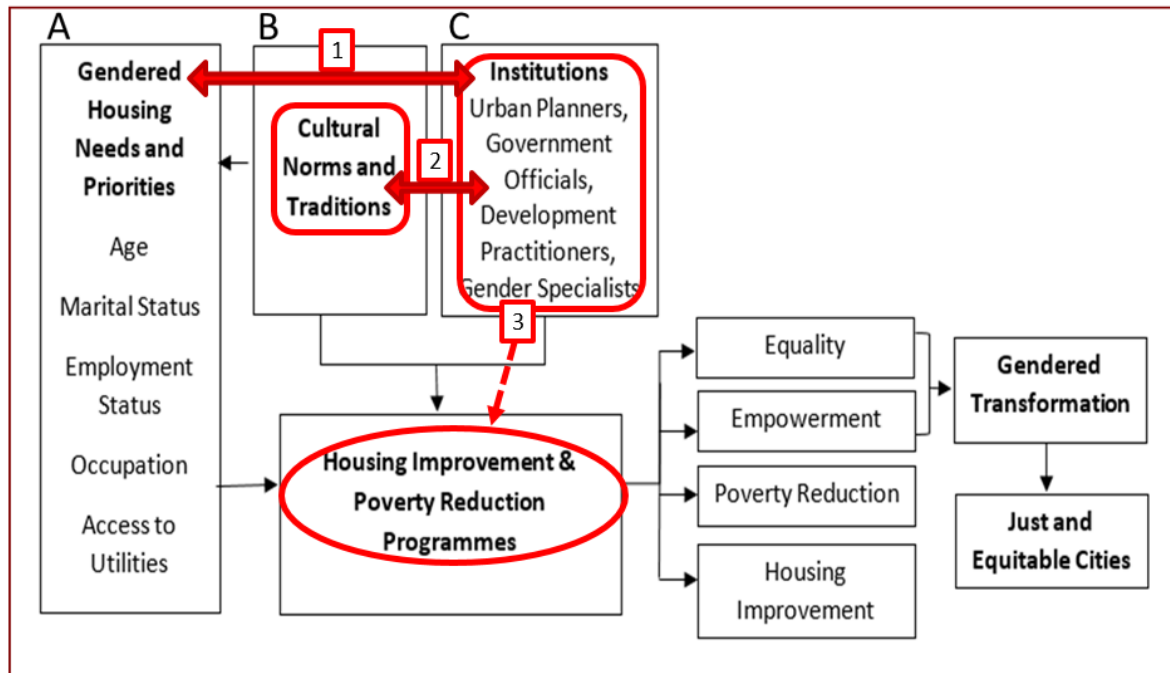 A
B
C
1
Gendered
Housing
Needs and
Priorities
Age
Marital Status
Employment
Status
Occupation
Access to
Utilities
Cultural
Norms and
Traditions
2
Institutions
Urban Planners,
Government
Officials,
Development
Practitioners,
Gender Specialists
3
Housing Improvement &
Poverty Reduction
Programmes
Equality
Empowerment
Poverty Reduction
Housing
Improvement
Gendered
Transformation
Just and
Equitable Cities